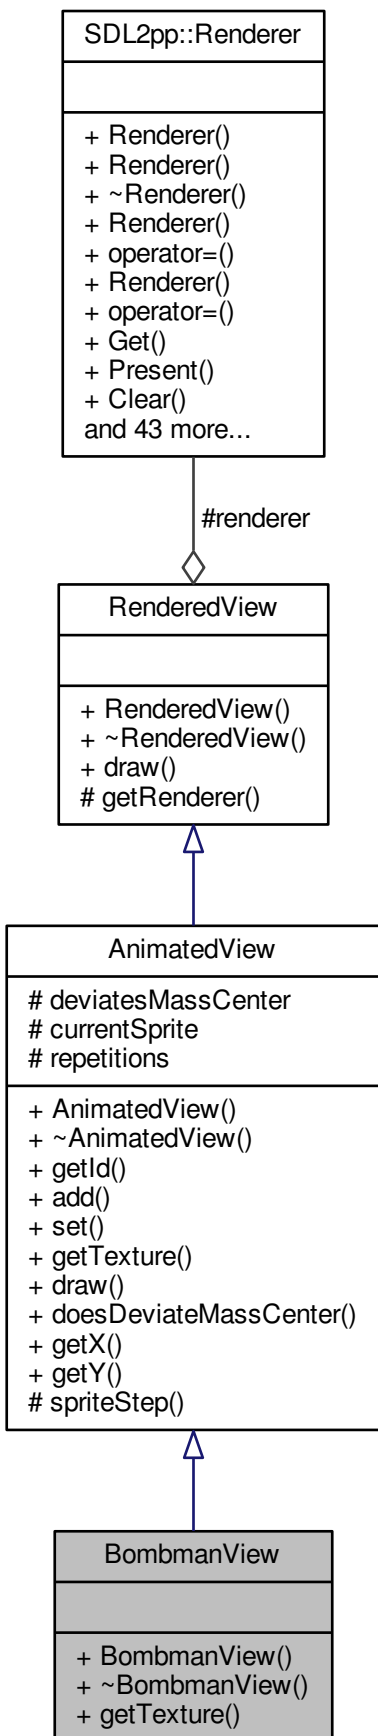 SDL2pp::Renderer
+ Renderer()
+ Renderer()
+ ~Renderer()
+ Renderer()
+ operator=()
+ Renderer()
+ operator=()
+ Get()
+ Present()
+ Clear()
and 43 more...
#renderer
RenderedView
+ RenderedView()
+ ~RenderedView()
+ draw()
# getRenderer()
AnimatedView
# deviatesMassCenter
# currentSprite
# repetitions
+ AnimatedView()
+ ~AnimatedView()
+ getId()
+ add()
+ set()
+ getTexture()
+ draw()
+ doesDeviateMassCenter()
+ getX()
+ getY()
# spriteStep()
BombmanView
+ BombmanView()
+ ~BombmanView()
+ getTexture()